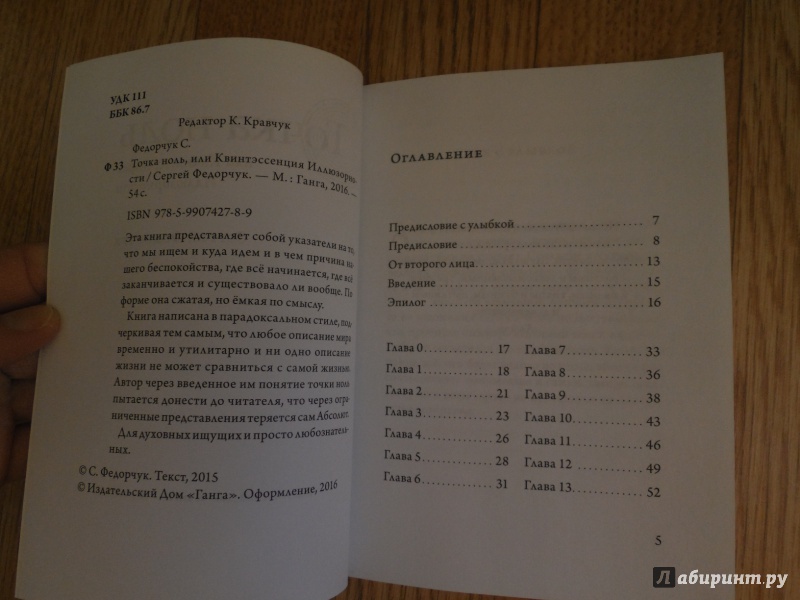 УДК 111
ББК 86.7
Редактор К. Кравчук
Федорчук С.
Ф 33 Точка ноль, или Квинтэссенция Иллюзорно-
сти / Сергей Федорчук. — М. : Ганга, 2016. —
54 с.
ISBN 978-5-9907427-8-9
Эта книга представляет собой указатели на то,
что мы ищем и куда идем и в чем причина на-
шего беспокойства, где всё начинается, где всё
заканчивается и существовало ли вообще. По
форме она сжатая, но ёмкая по смыслу.
Книга написана в парадоксальном стиле, под-
черкивая тем самым, что любое описание мира
временно и утилитарно и ни одно описание
жизни не может сравниться с самой жизнью.
Автор через введенное им понятие точки ноль
пытается донести до читателя, что через огра-
ниченные представления теряется сам Абсолют.
Для духовных ищущих и просто любознатель-
ных.
© С. Федорчук. Текст, 2015
© Издательский Дом «Ганга». Оформление, 2016
Оглавление
Предисловие с улыбкой 7
Предисловие 8
От второго лица 13
Введение 15
Эпилог 16
Глава 0 17
Глава 1 18
Глава 2 21
Глава 3 23
Глава 4 26
Глава 5 28
Глава 6 31
Глава 7 33
Глава 8 36
Глава 9 38
Глава 10 43
Глава 11 46
Глава 12 49
Глава 13 52
5
Лабиринт.ру